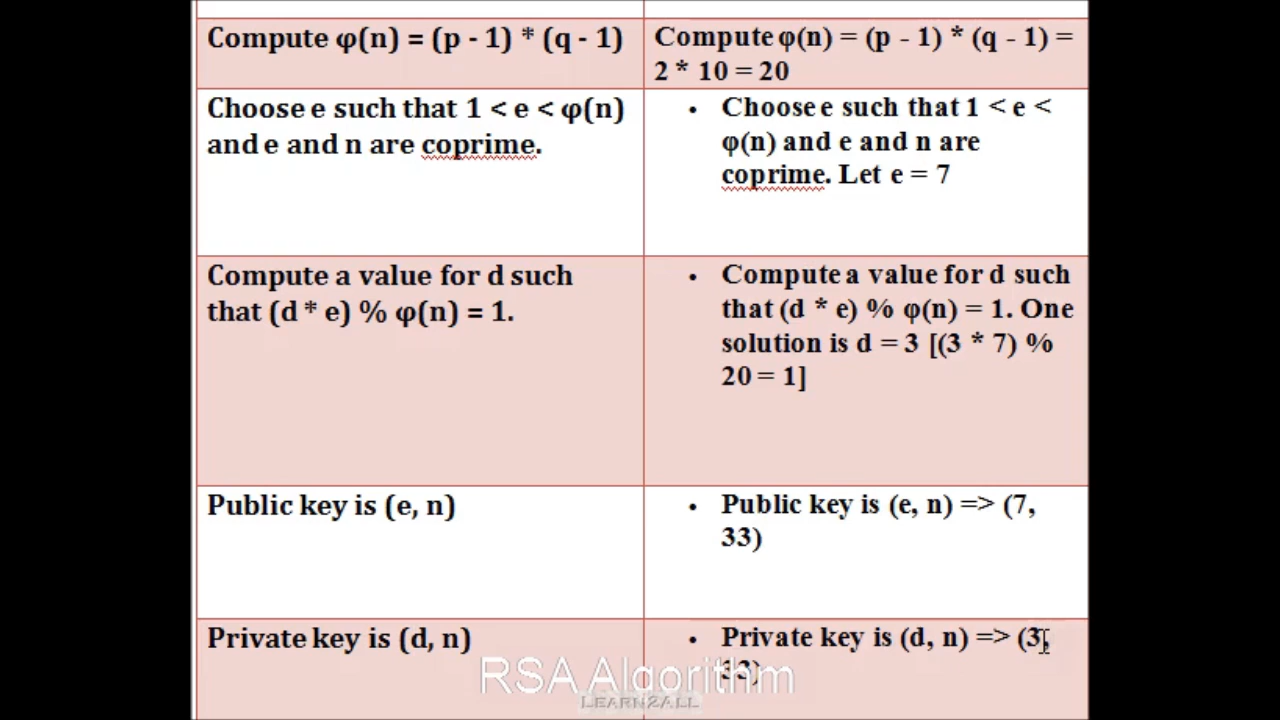 Compute φ(n) = (p - 1) * (q - 1)
Compute φ(n) = (p - 1) * (q - 1) =
2 * 10 = 20
Choose e such that 1 < e < φ(n)
and e and n are coprime.
• Choose e such that 1 < e <
φ(n) and e and n are
coprime. Let e = 7
Compute a value for d such
that (d * e) % φ(n) = 1.
• Compute a value for d such
that (d * e) % φ(n) = 1. One
solution is d = 3 [(3 * 7) %
20 = 1]
Public key is (e, n)
• Public key is (e, n) => (7,
33)
Private key is (d, n)
• Private key is (d, n) => (3,
33)
RSA Algorithm
LEARN2ALL